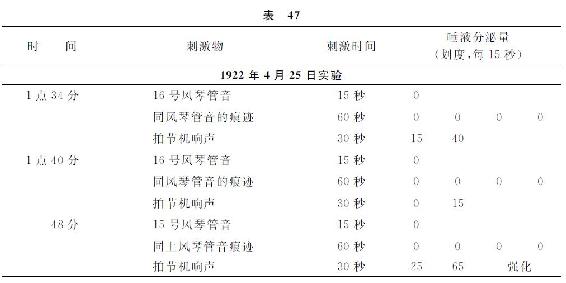 表 47
时 间 刺激物 刺激时间 唾液分泌量
(划度,每15秒)
1922年4月25日实验
1点34分 16号风琴管音 15秒 0
同风琴管音的痕迹 60秒 0 0 0 0
拍节机响声 30秒 15 40
1点40分 16号风琴管音 15秒 0
同风琴管音的痕迹 60秒 0 0 0 0
拍节机响声 30秒 0 15
48分 15号风琴管音 15秒 0
同上风琴管音痕迹 60秒 0 0 0 0
拍节机响声 30秒 25 65 强化